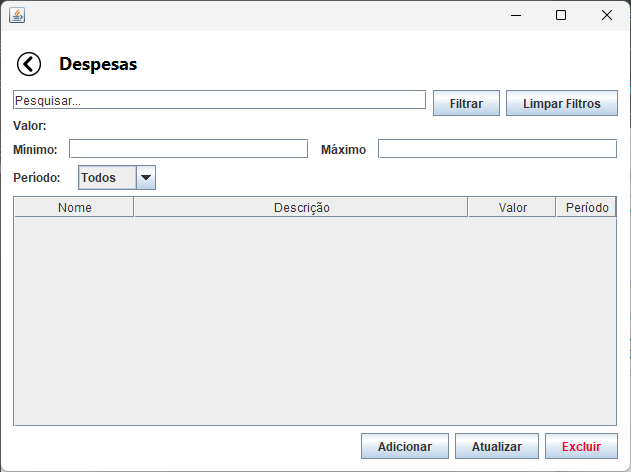 Despesas
Pesquisar... Filtrar Limpar Filtros
Valor:
Mínimo: Máximo
Período: Todos
Nome Descrição Valor Período
Adicionar Atualizar Excluir